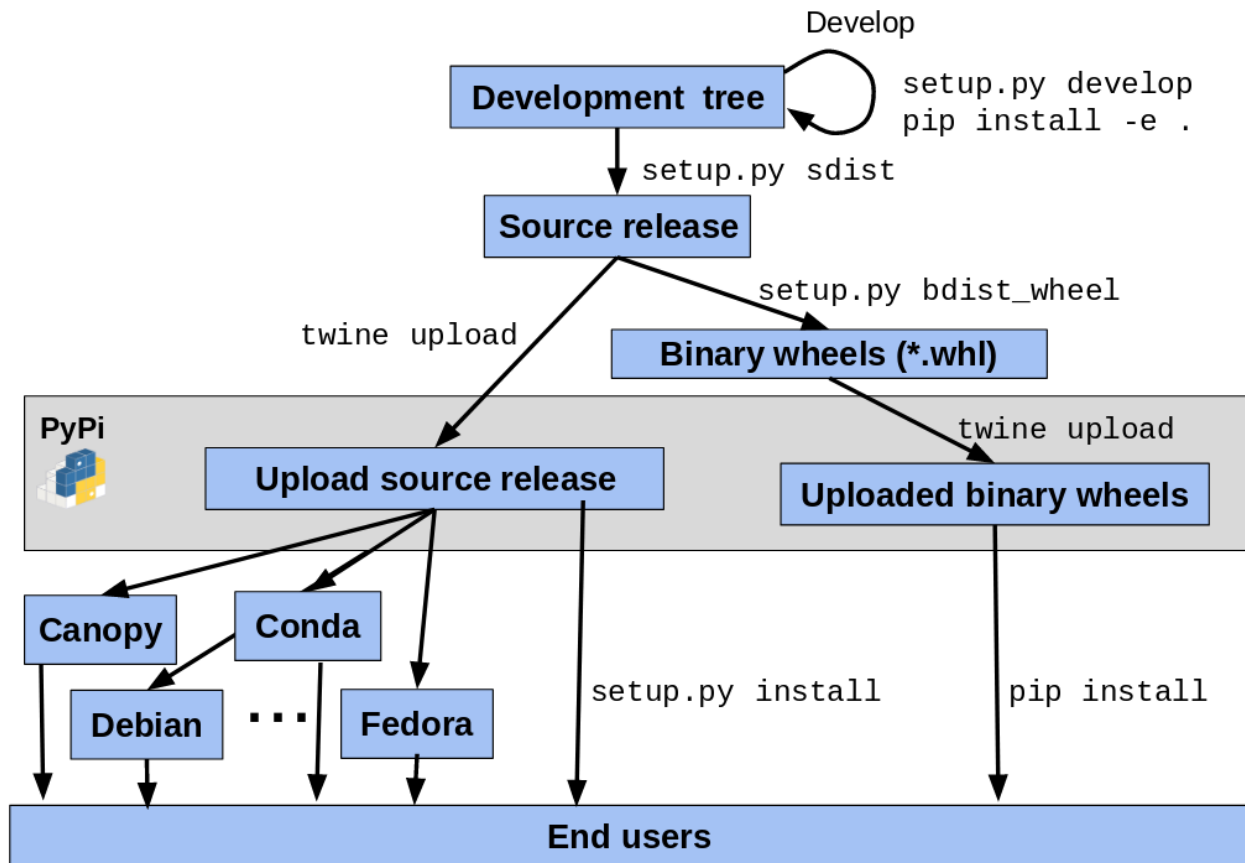 Develop
Development tree
setup.py develop
pip install -e .
setup.py sdist
Source release
setup.py bdist_wheel
twine upload
Binary wheels (*.whl)
PyPi
twine upload
Upload source release
Uploaded binary wheels
Canopy
Conda
Debian
...
Fedora
setup.py install
pip install
End users